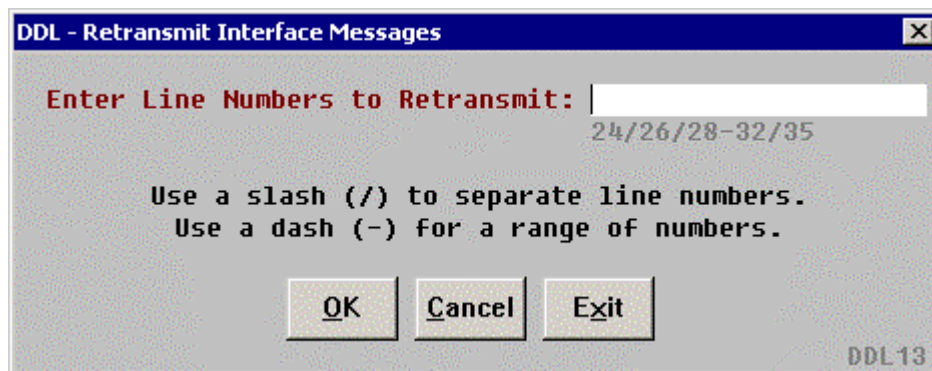 DDL - Retransmit Interface Messages
Enter Line Numbers to Retransmit:
24/26/28-32/35
Use a slash (/) to separate line numbers.
Use a dash (-) for a range of numbers.
OK Cancel Exit
DDL13